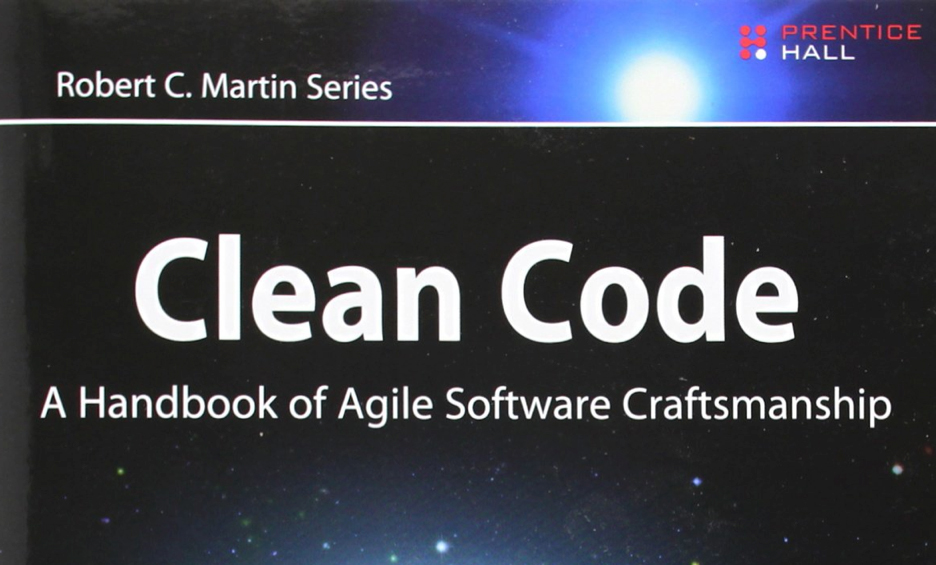 PRENTICE
HALL
Robert C. Martin Series
Clean Code
A Handbook of Agile Software Craftsmanship